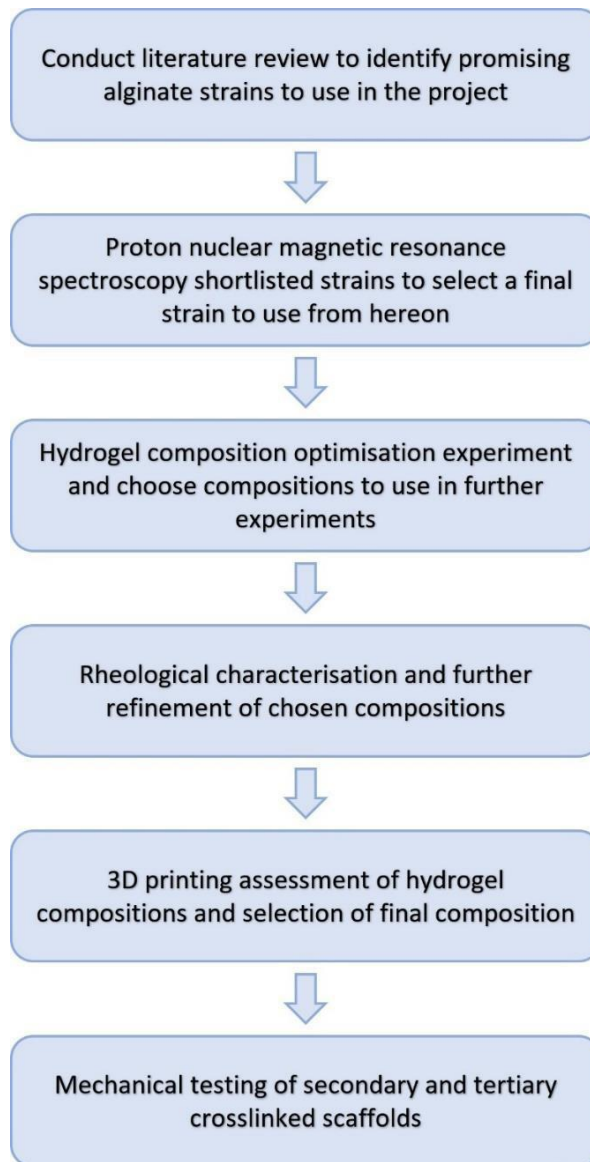 Conduct literature review to identify promising
alginate strains to use in the project
Proton nuclear magnetic resonance
spectroscopy shortlisted strains to select a final
strain to use from hereon
Hydrogel composition optimisation experiment
and choose compositions to use in further
experiments
Rheological characterisation and further
refinement of chosen compositions
3D printing assessment of hydrogel
compositions and selection of final composition
Mechanical testing of secondary and tertiary
crosslinked scaffolds